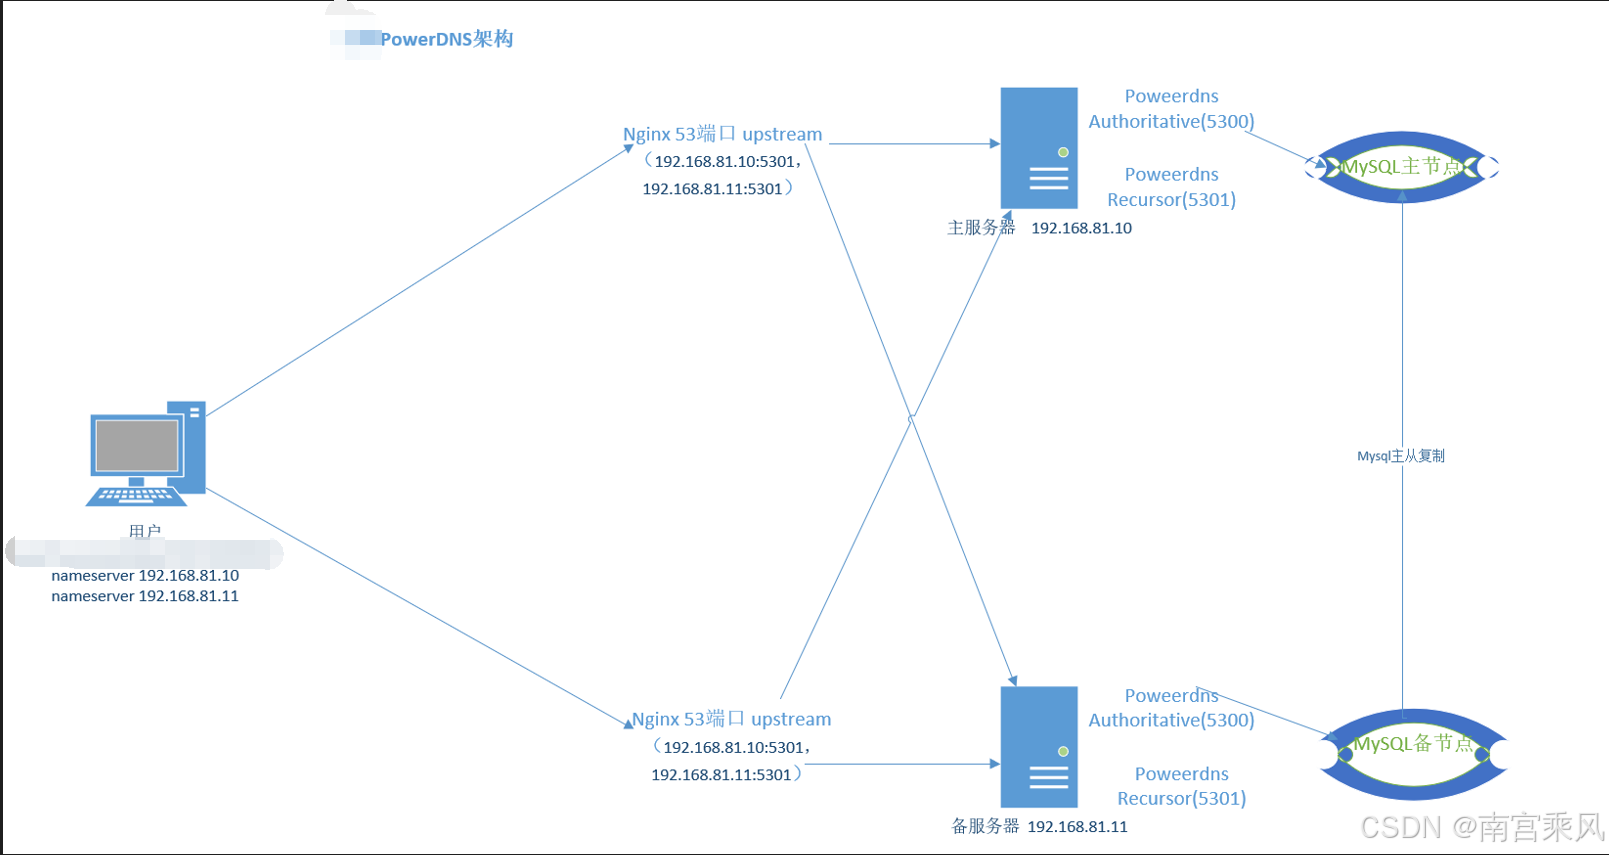 PowerDNS架构
Nginx 53端口 upstream
（192.168.81.10:5301，
192.168.81.11:5301）
Poweerdns
Authoritative(5300)
Poweerdns
Recursor(5301)
主服务器 192.168.81.10
MySQL主节点
Mysql主从复制
用户
nameserver 192.168.81.10
nameserver 192.168.81.11
Nginx 53端口 upstream
（192.168.81.10:5301，
192.168.81.11:5301）
Poweerdns
Authoritative(5300)
Poweerdns
Recursor(5301)
备服务器 192.168.81.11
MySQL备节点
CSDN @南宫乘风